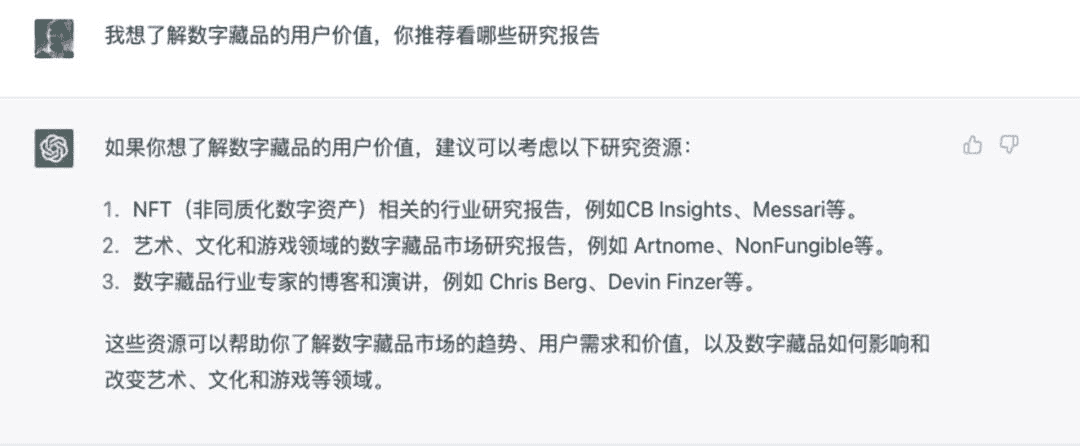 我想了解数字藏品的用户价值，你推荐看哪些研究报告
如果你想了解数字藏品的用户价值，建议可以考虑以下研究资源：
1. NFT（非同质化数字资产）相关的行业研究报告，例如CB Insights、Messari等。
2. 艺术、文化和游戏领域的数字藏品市场研究报告，例如 Artnome、NonFungible等。
3. 数字藏品行业专家的博客和演讲，例如 Chris Berg、Devin Finzer等。
这些资源可以帮助你了解数字藏品市场的趋势、用户需求和价值，以及数字藏品如何影响和
改变艺术、文化和游戏等领域。